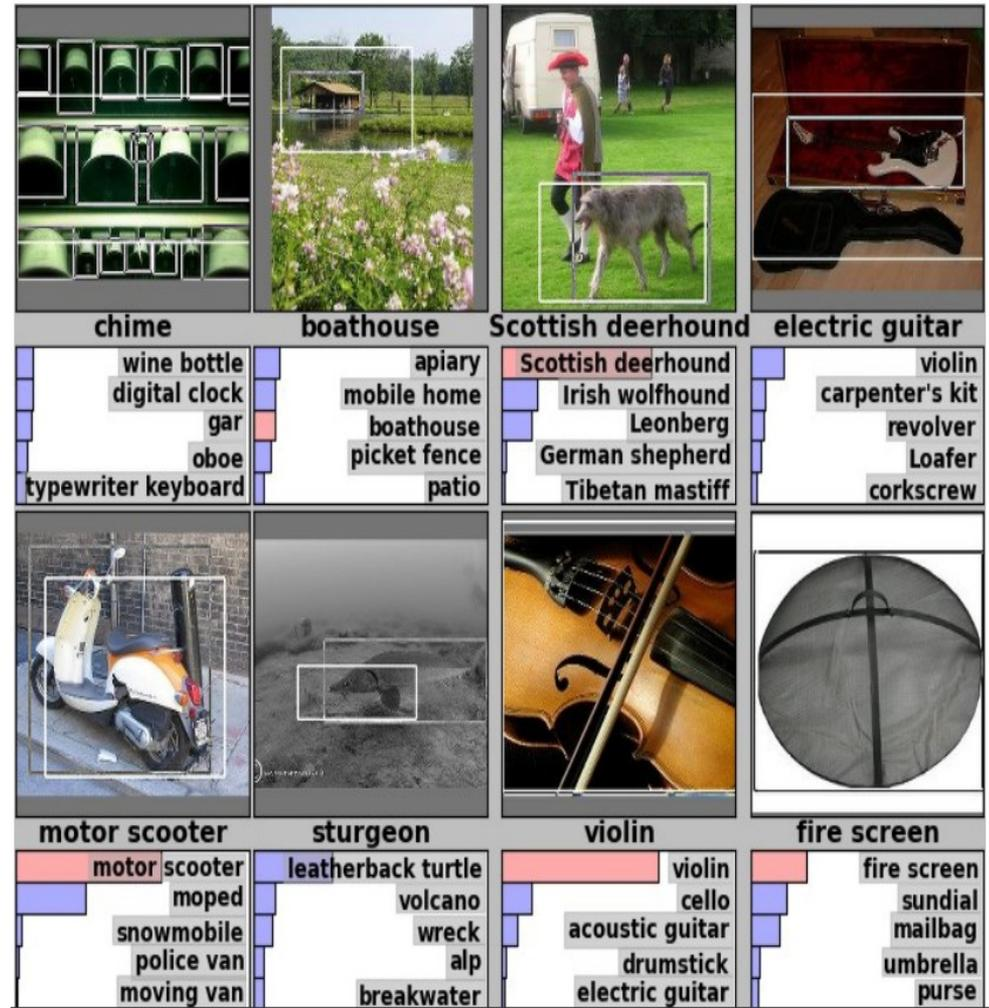 chime
boathouse
Scottish deerhound
electric guitar
wine bottle
digital clock
gar
oboe
typewriter keyboard
apiary
mobile home
boathouse
picket fence
patio
Scottish deerhound
Irish wolfhound
Leonberg
German shepherd
Tibetan mastiff
violin
carpenter's kit
revolver
Loafer
corkscrew
motor scooter
sturgeon
violin
fire screen
motor scooter
moped
snowmobile
police van
moving van
leatherback turtle
volcano
wreck
alp
breakwater
violin
cello
acoustic guitar
drumstick
electric guitar
fire screen
sundial
mailbag
umbrella
purse